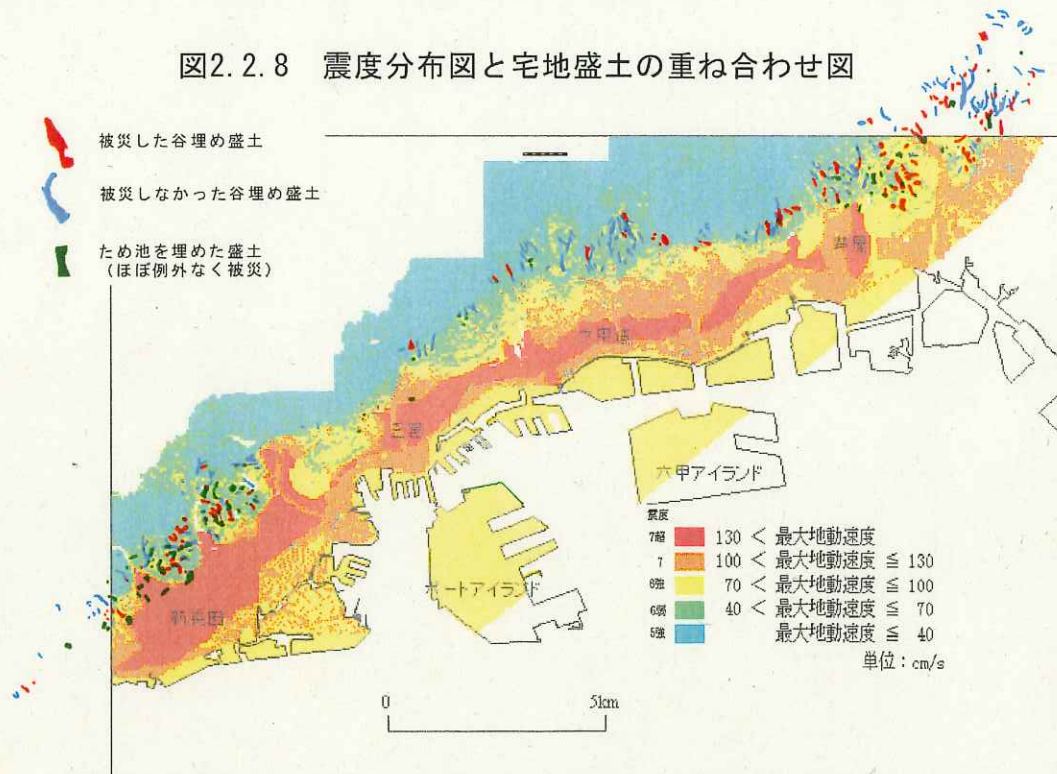 図2.2.8 震度分布図と宅地盛土の重ね合わせ図
被災した谷埋め盛土
被災しなかった谷埋め盛土
ため池を埋めた盛土
(ほぼ例外なく被災)
芦屋
六甲道
三宮
六甲アイランド
ポートアイランド
新長田
震度
7超 130 < 最大地動速度
7 100 < 最大地動速度 ≦ 130
6強 70 < 最大地動速度 ≦ 100
6弱 40 < 最大地動速度 ≦ 70
5強 最大地動速度 ≦ 40
単位:cm/s
0 5km